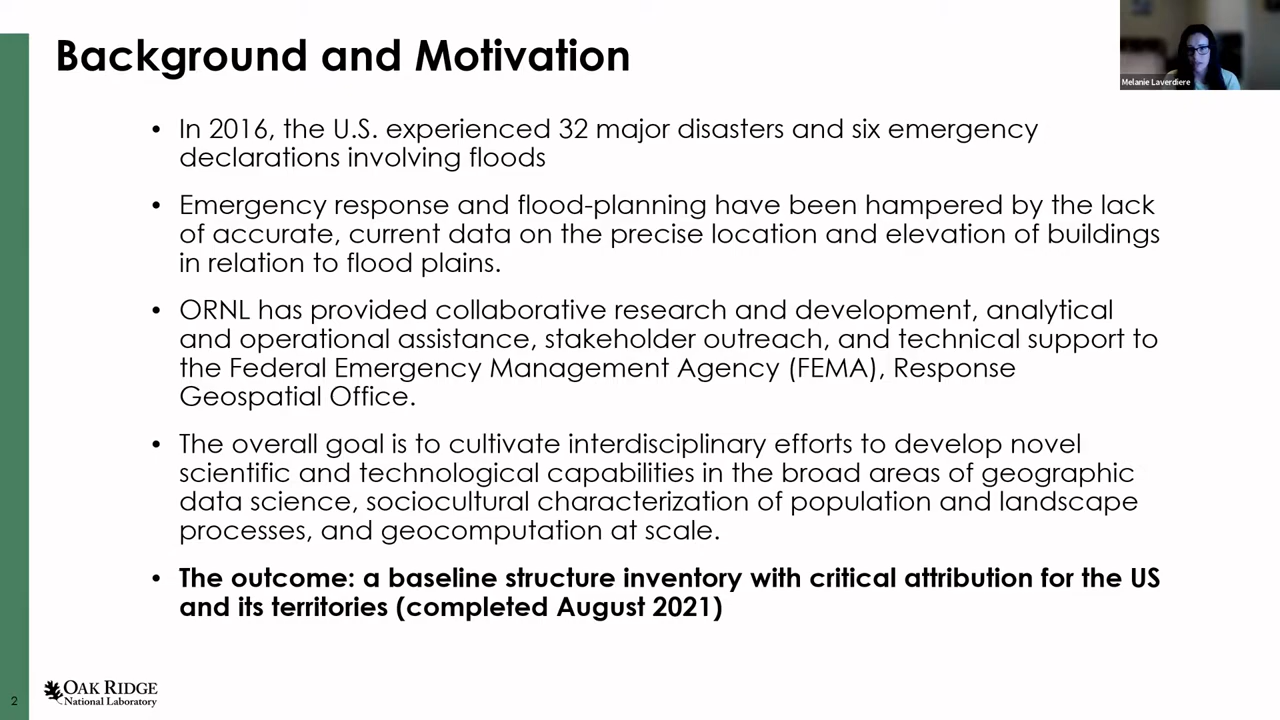 Background and Motivation
Melanie Laverdiere
• In 2016, the U.S. experienced 32 major disasters and six emergency
declarations involving floods
• Emergency response and flood-planning have been hampered by the lack
of accurate, current data on the precise location and elevation of buildings
in relation to flood plains.
• ORNL has provided collaborative research and development, analytical
and operational assistance, stakeholder outreach, and technical support to
the Federal Emergency Management Agency (FEMA), Response
Geospatial Office.
• The overall goal is to cultivate interdisciplinary efforts to develop novel
scientific and technological capabilities in the broad areas of geographic
data science, sociocultural characterization of population and landscape
processes, and geocomputation at scale.
• The outcome: a baseline structure inventory with critical attribution for the US
and its territories (completed August 2021)
2
OAK RIDGE
National Laboratory